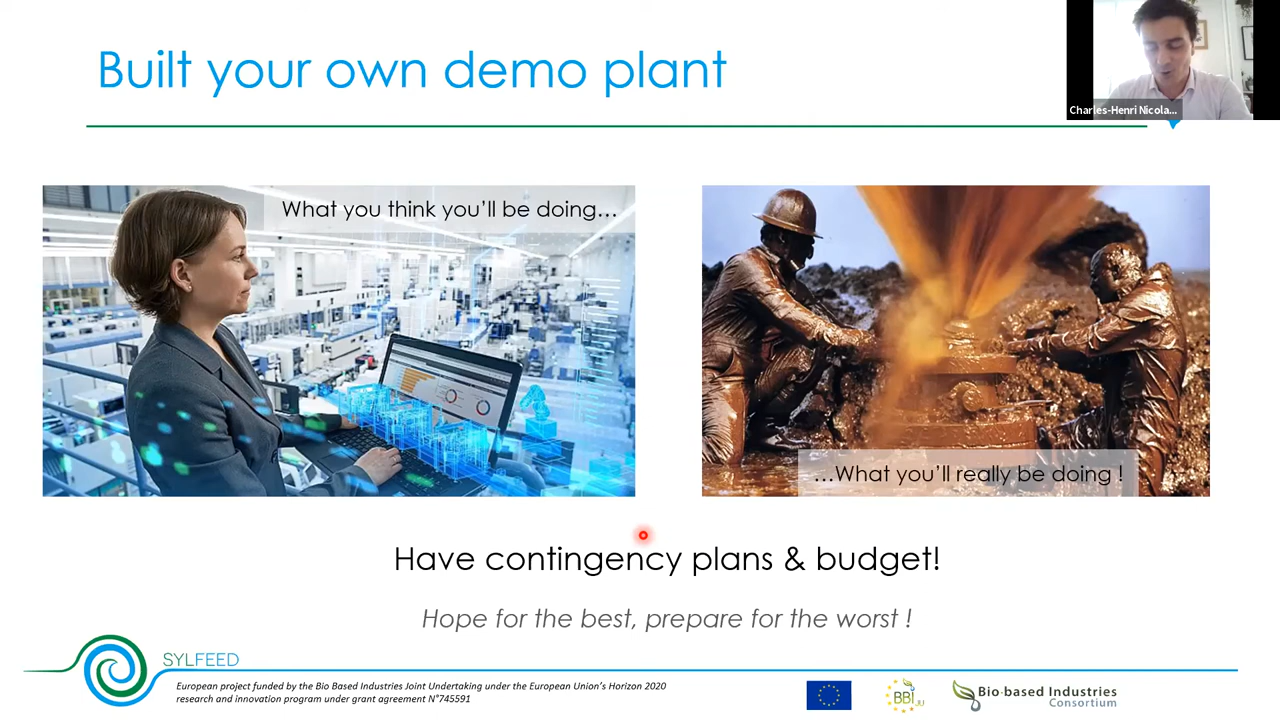 Built your own demo plant
Charles-Henri Nicola...
What you think you'll be doing...
...What you'll really be doing !
Have contingency plans & budget!
Hope for the best, prepare for the worst !
SYLFEED
European project funded by the Bio Based Industries Joint Undertaking under the European Union's Horizon 2020
research and innovation program under grant agreement N°745591
BBI JU
Bio-based Industries
Consortium